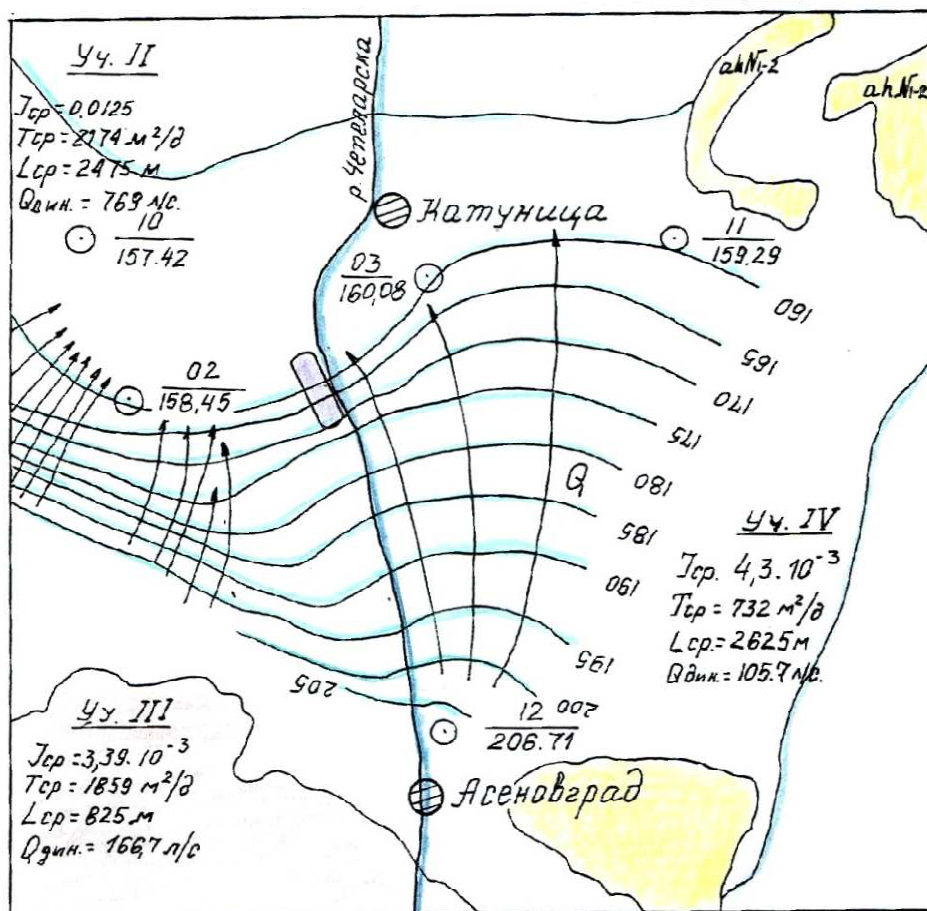 Уч. II
Jср = 0.0125
Tср = 2174 м²/д
Lср = 2475 м
Qдин. = 769 л/с.
10
157.42
р. Чепеларска
ahN₁-2
ahN₁-2
Катуница
03
160,08
11
159.29
160
165
170
175
180
185
190
195
200
205
02
158,45
Q
Уч. IV
Jср. 4,3.10⁻³
Tср = 732 м²/д
Lср. = 2625 м
Qдин. = 105.7 л/с.
Уч. III
Jср = 3,39.10⁻³
Tср = 1859 м²/д
Lср = 825 м
Qдин. = 166,7 л/с
12
206.71
Асеновград